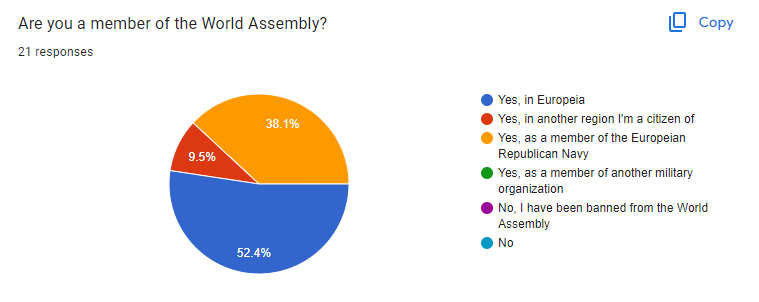 Are you a member of the World Assembly?
Copy
21 responses
38.1%
9.5%
52.4%
Yes, in Europeia
Yes, in another region I'm a citizen of
Yes, as a member of the Europeian
Republican Navy
Yes, as a member of another military
organization
No, I have been banned from the World
Assembly
No